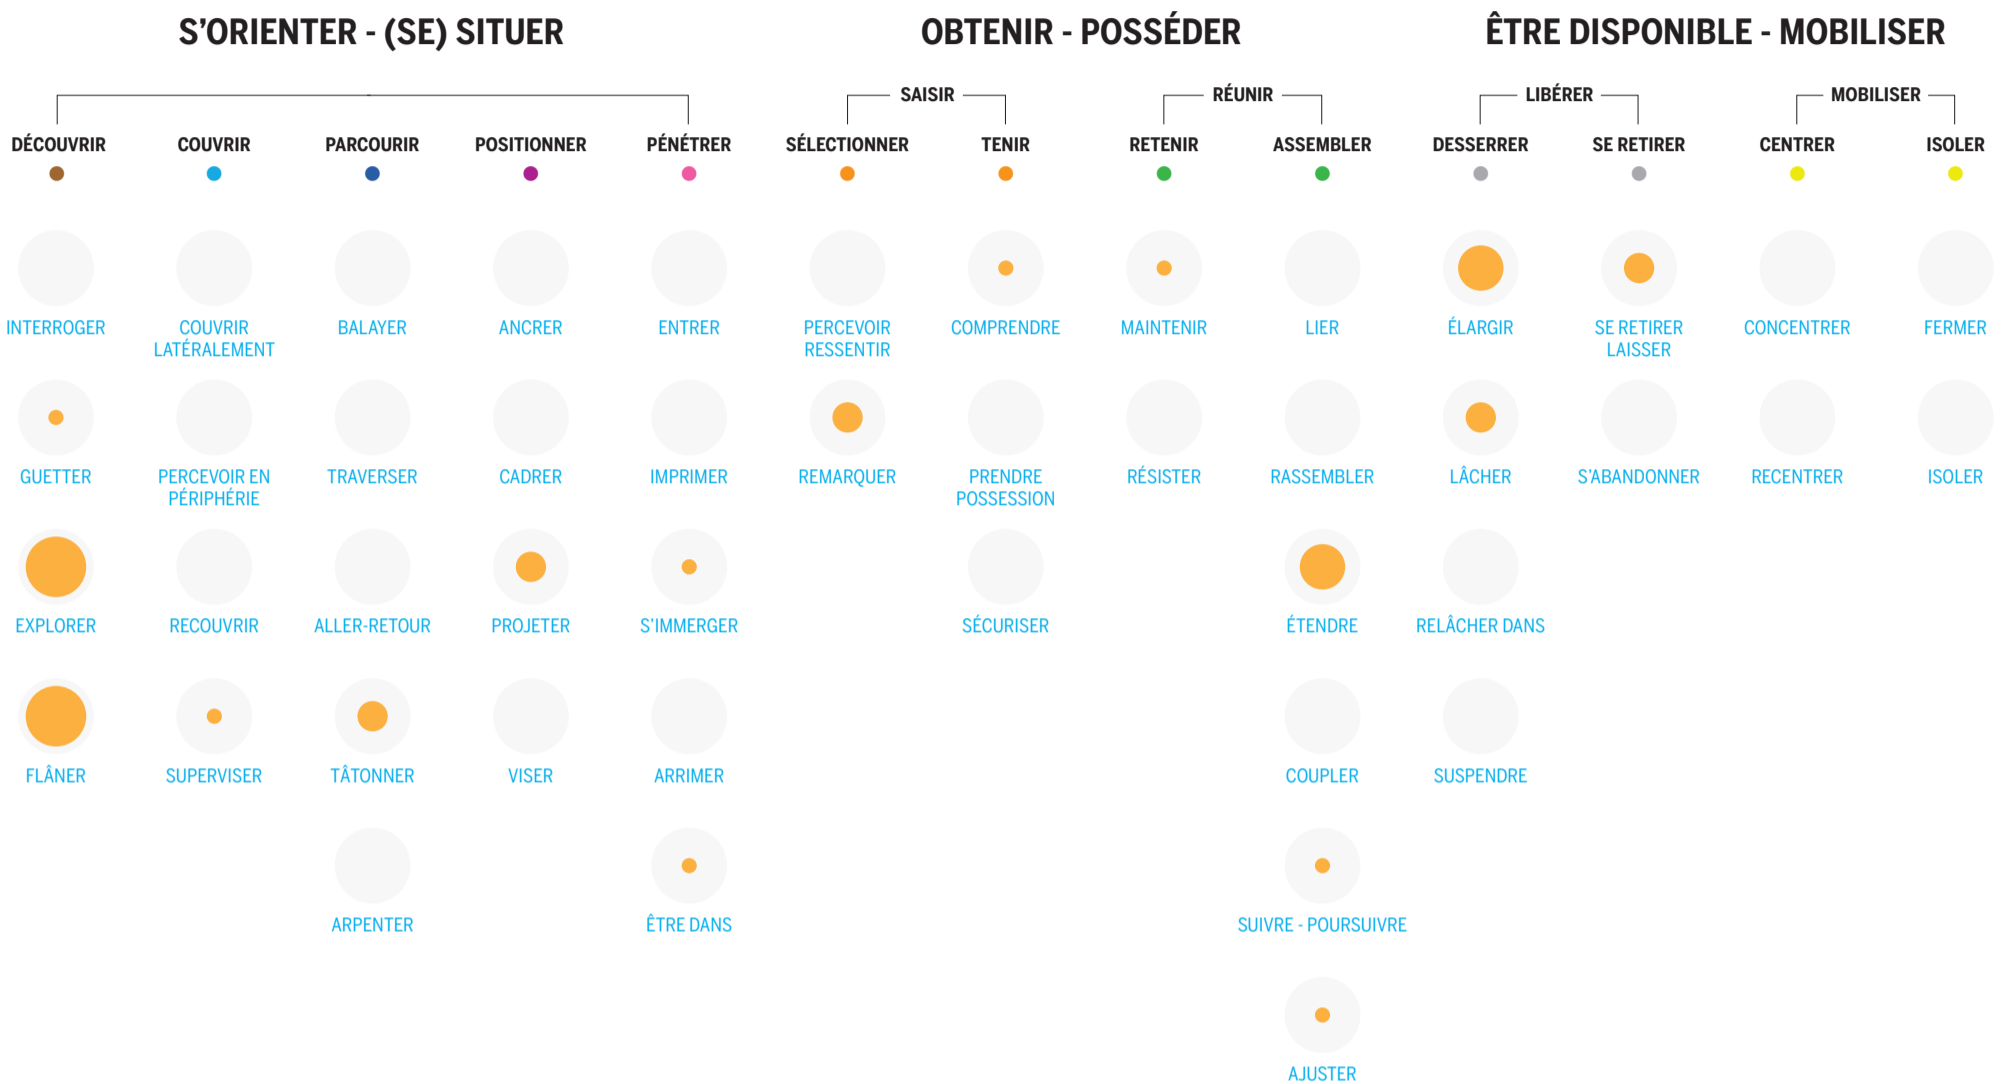 S’ORIENTER - (SE) SITUER
OBTENIR - POSSÉDER
ÊTRE DISPONIBLE - MOBILISER
SAISIR
RÉUNIR
LIBÉRER
MOBILISER
DÉCOUVRIR
COUVRIR
PARCOURIR
POSITIONNER
PÉNÉTRER
SÉLECTIONNER
TENIR
RETENIR
ASSEMBLER
DESSERRER
SE RETIRER
CENTRER
ISOLER
INTERROGER
COUVRIR
LATÉRALEMENT
BALAYER
ANCRER
ENTRER
PERCEVOIR
RESSENTIR
COMPRENDRE
MAINTENIR
LIER
ÉLARGIR
SE RETIRER
LAISSER
CONCENTRER
FERMER
GUETTER
PERCEVOIR EN
PÉRIPHÉRIE
TRAVERSER
CADRER
IMPRIMER
REMARQUER
PRENDRE
POSSESSION
RÉSISTER
RASSEMBLER
LÂCHER
S’ABANDONNER
RECENTRER
ISOLER
EXPLORER
RECOUVRIR
ALLER-RETOUR
PROJETER
S’IMMERGER
SÉCURISER
ÉTENDRE
RELÂCHER DANS
FLÂNER
SUPERVISER
TÂTONNER
VISER
ARRIMER
COUPLER
SUSPENDRE
ARPENTER
ÊTRE DANS
SUIVRE - POURSUIVRE
AJUSTER